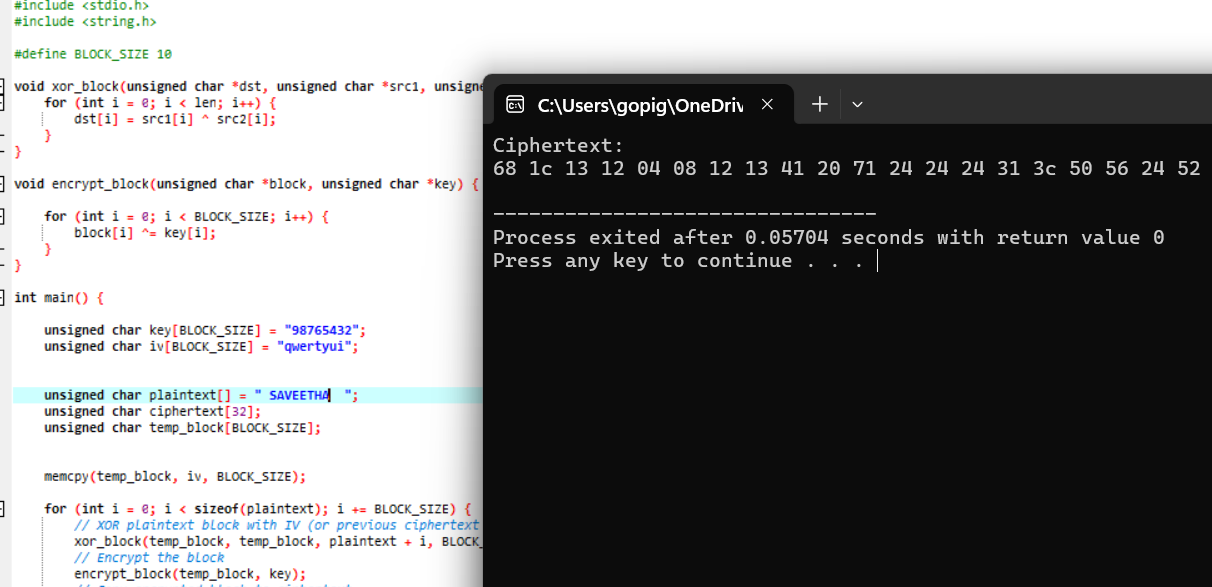 #include <stdio.h>
#include <string.h>
#define BLOCK_SIZE 10
void xor_block(unsigned char *dst, unsigned char *src1, unsigne
for (int i = 0; i < len; i++) {
dst[i] = src1[i] ^ src2[i];
}
}
void encrypt_block(unsigned char *block, unsigned char *key) {
for (int i = 0; i < BLOCK_SIZE; i++) {
block[i] ^= key[i];
}
}
int main() {
unsigned char key[BLOCK_SIZE] = "98765432";
unsigned char iv[BLOCK_SIZE] = "qwertyui";
unsigned char plaintext[] = " SAVEETHA  ";
unsigned char ciphertext[32];
unsigned char temp_block[BLOCK_SIZE];
memcpy(temp_block, iv, BLOCK_SIZE);
for (int i = 0; i < sizeof(plaintext); i += BLOCK_SIZE) {
// XOR plaintext block with IV (or previous ciphertext
xor_block(temp_block, temp_block, plaintext + i, BLOCK_
// Encrypt the block
encrypt_block(temp_block, key);
C:\Users\gopig\OneDriv
Ciphertext:
68 1c 13 12 04 08 12 13 41 20 71 24 24 24 31 3c 50 56 24 52
--------------------------------
Process exited after 0.05704 seconds with return value 0
Press any key to continue . . .